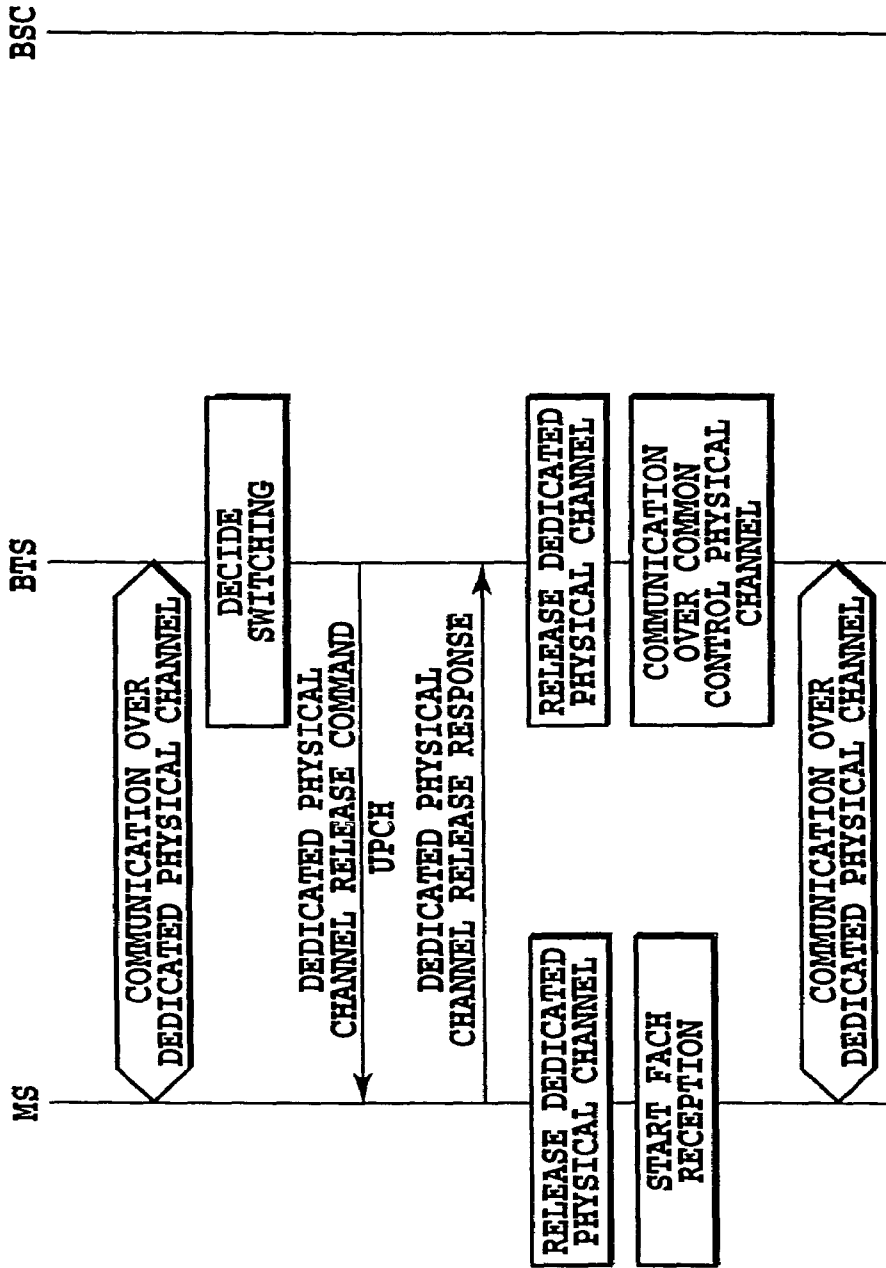 MS
BTS
BSC
COMMUNICATION OVER
DEDICATED PHYSICAL CHANNEL
DECIDE
SWITCHING
DEDICATED PHYSICAL
CHANNEL RELEASE COMMAND
UPCH
DEDICATED PHYSICAL
CHANNEL RELEASE RESPONSE
RELEASE DEDICATED
PHYSICAL CHANNEL
RELEASE DEDICATED
PHYSICAL CHANNEL
START FACH
RECEPTION
COMMUNICATION
OVER COMMON
CONTROL PHYSICAL
CHANNEL
COMMUNICATION OVER
DEDICATED PHYSICAL CHANNEL